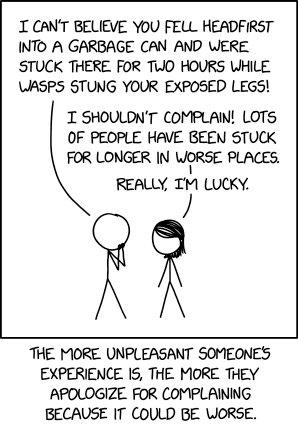 I CAN'T BELIEVE YOU FELL HEADFIRST
INTO A GARBAGE CAN AND WERE
STUCK THERE FOR TWO HOURS WHILE
WASPS STUNG YOUR EXPOSED LEGS!
I SHOULDN'T COMPLAIN! LOTS
OF PEOPLE HAVE BEEN STUCK
FOR LONGER IN WORSE PLACES.
REALLY, I'M LUCKY.
THE MORE UNPLEASANT SOMEONE'S
EXPERIENCE IS, THE MORE THEY
APOLOGIZE FOR COMPLAINING
BECAUSE IT COULD BE WORSE.